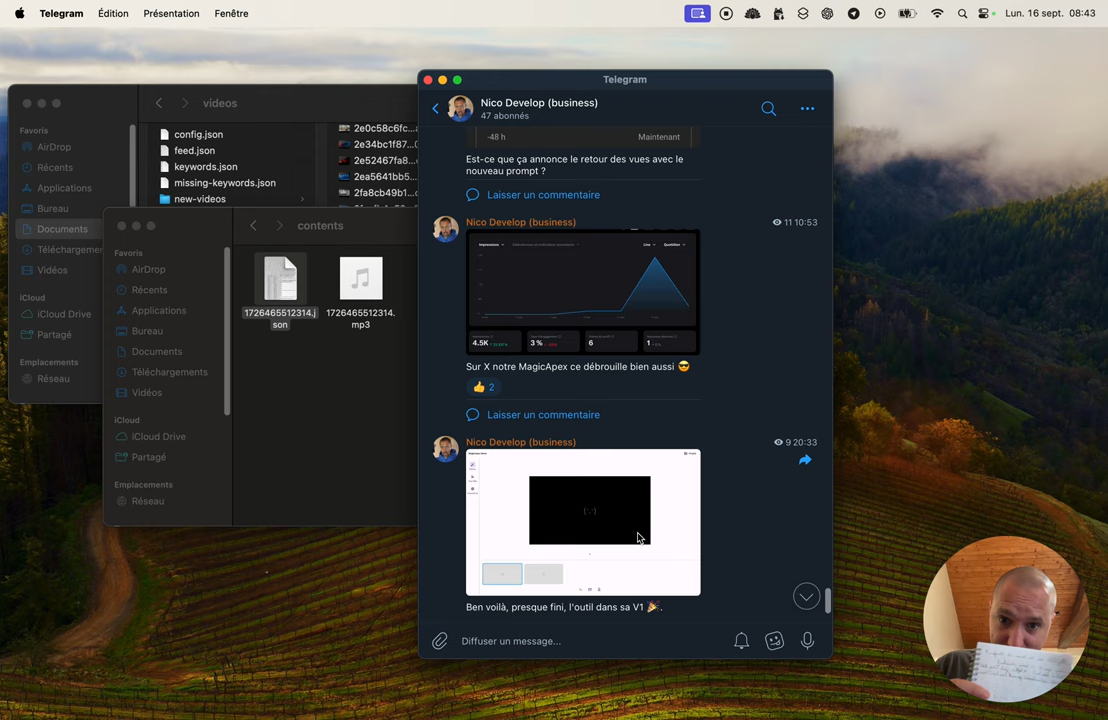 Telegram Édition Présentation Fenêtre
Lun. 16 sept. 08:43
videos
Favoris
AirDrop
Récents
Applications
Bureau
Documents
Téléchargemen
Vidéos
iCloud
iCloud Drive
Partagé
Emplacements
Réseau
config.json
feed.json
keywords.json
missing-keywords.json
new-videos
2e0c58c6fc...
2e34bc1f87...
2e52467fa8...
2ea5641bb5...
2fa8cb49b1...
contents
Favoris
AirDrop
Récents
Applications
Bureau
Documents
Téléchargements
Vidéos
iCloud
iCloud Drive
Partagé
Emplacements
Réseau
1726465512314.j
son
1726465512314.
mp3
Telegram
Nico Develop (business)
47 abonnés
-48 h Maintenant
Est-ce que ça annonce le retour des vues avec le
nouveau prompt ?
Laisser un commentaire
Nico Develop (business) 11 10:53
Impressions
Line
Quotidien
4.5K
3 %
6
1
Sur X notre MagicApex ce débrouille bien aussi 😎
👍 2
Laisser un commentaire
Nico Develop (business) 9 20:33
Ben voilà, presque fini, l'outil dans sa V1 🎉.
Diffuser un message...